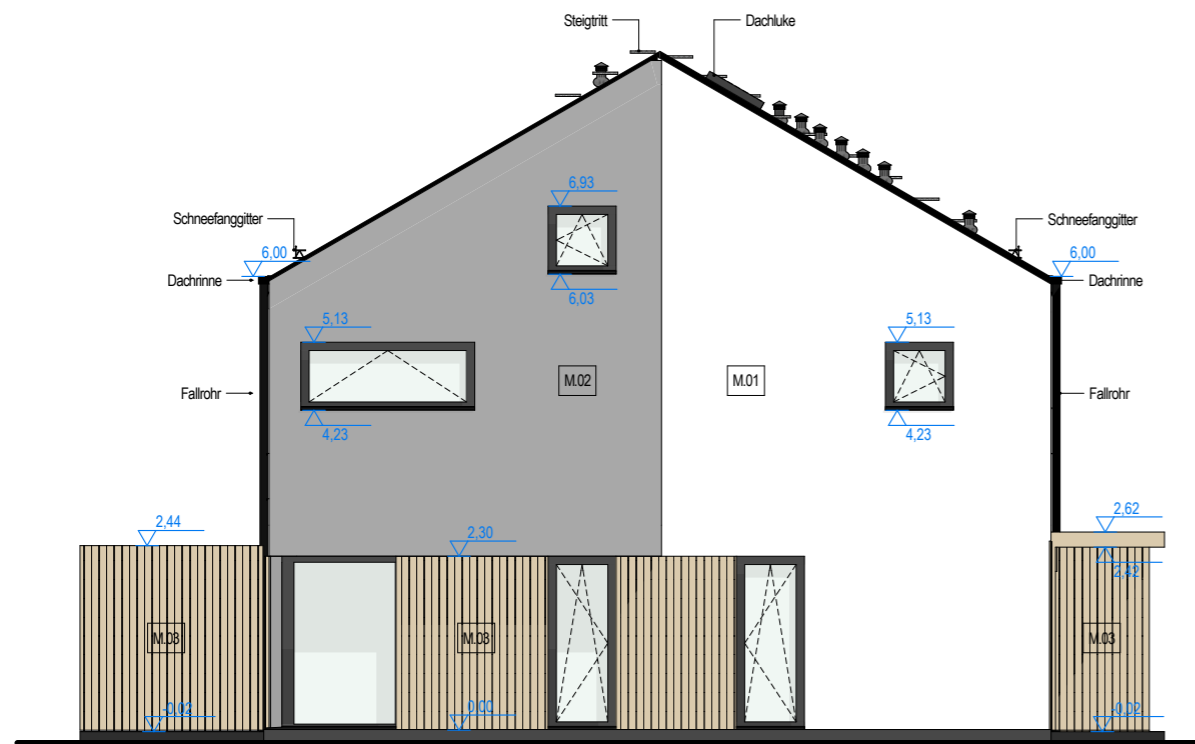 Steigtritt
Dachluke
6,93
Schneefanggitter
Schneefanggitter
6,00
6,00
Dachrinne
6,03
Dachrinne
5,13
5,13
M.02
M.01
Fallrohr
Fallrohr
4,23
4,23
2,44
2,62
2,30
2,42
M.03
M.03
M.03
-0,02
0,00
-0,02